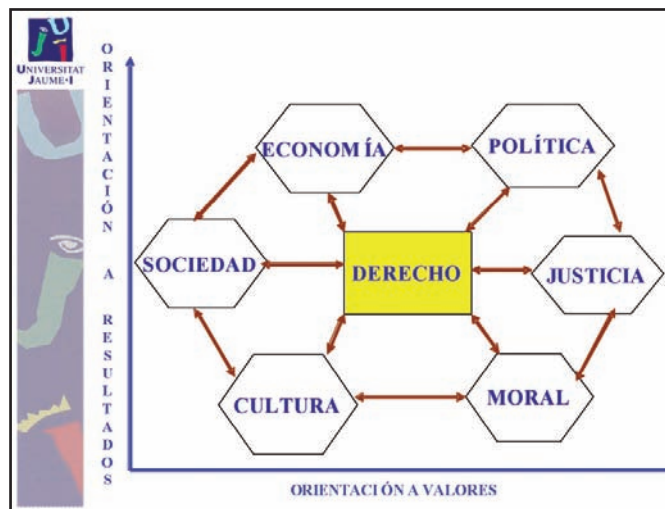 UNIVERSITAT
JAUME·I
ORIENTACIÓN A RESULTADOS
ECONOMÍA
POLÍTICA
SOCIEDAD
DERECHO
JUSTICIA
CULTURA
MORAL
ORIENTACIÓN A VALORES